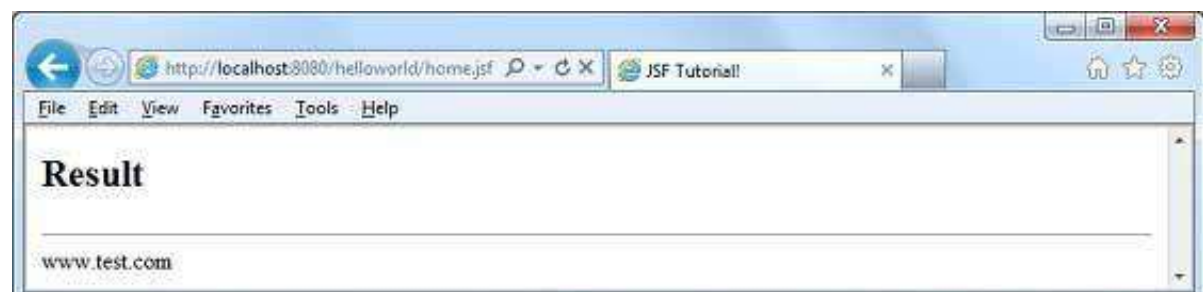 http://localhost:8080/helloworld/home.jsf
JSF Tutorial!
File Edit View Favorites Tools Help
Result
www.test.com